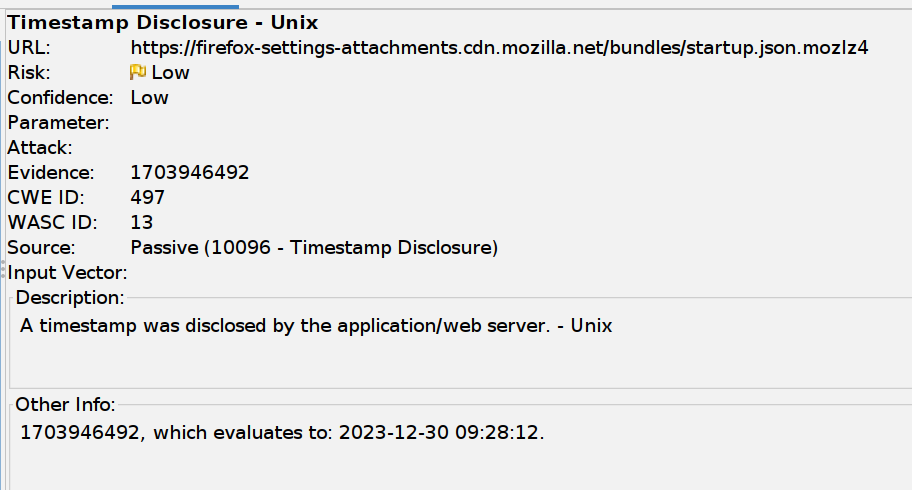 Timestamp Disclosure - Unix
URL: https://firefox-settings-attachments.cdn.mozilla.net/bundles/startup.json.mozlz4
Risk: Low
Confidence: Low
Parameter:
Attack:
Evidence: 1703946492
CWE ID: 497
WASC ID: 13
Source: Passive (10096 - Timestamp Disclosure)
Input Vector:
Description:
A timestamp was disclosed by the application/web server. - Unix
Other Info:
1703946492, which evaluates to: 2023-12-30 09:28:12.